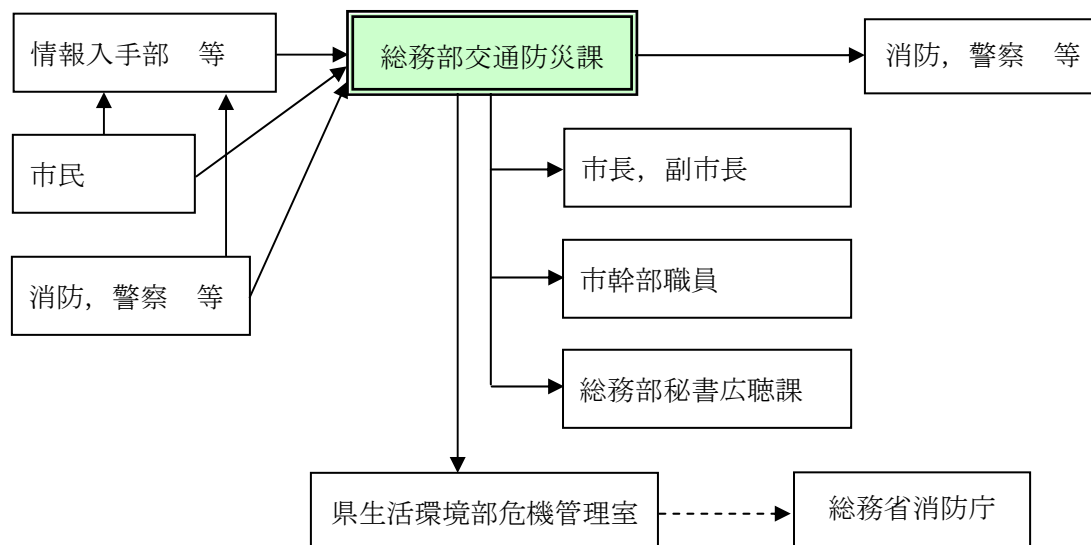 情報入手部　等
総務部交通防災課
消防，警察　等
市民
市長，副市長
消防，警察　等
市幹部職員
総務部秘書広聴課
県生活環境部危機管理室
総務省消防庁